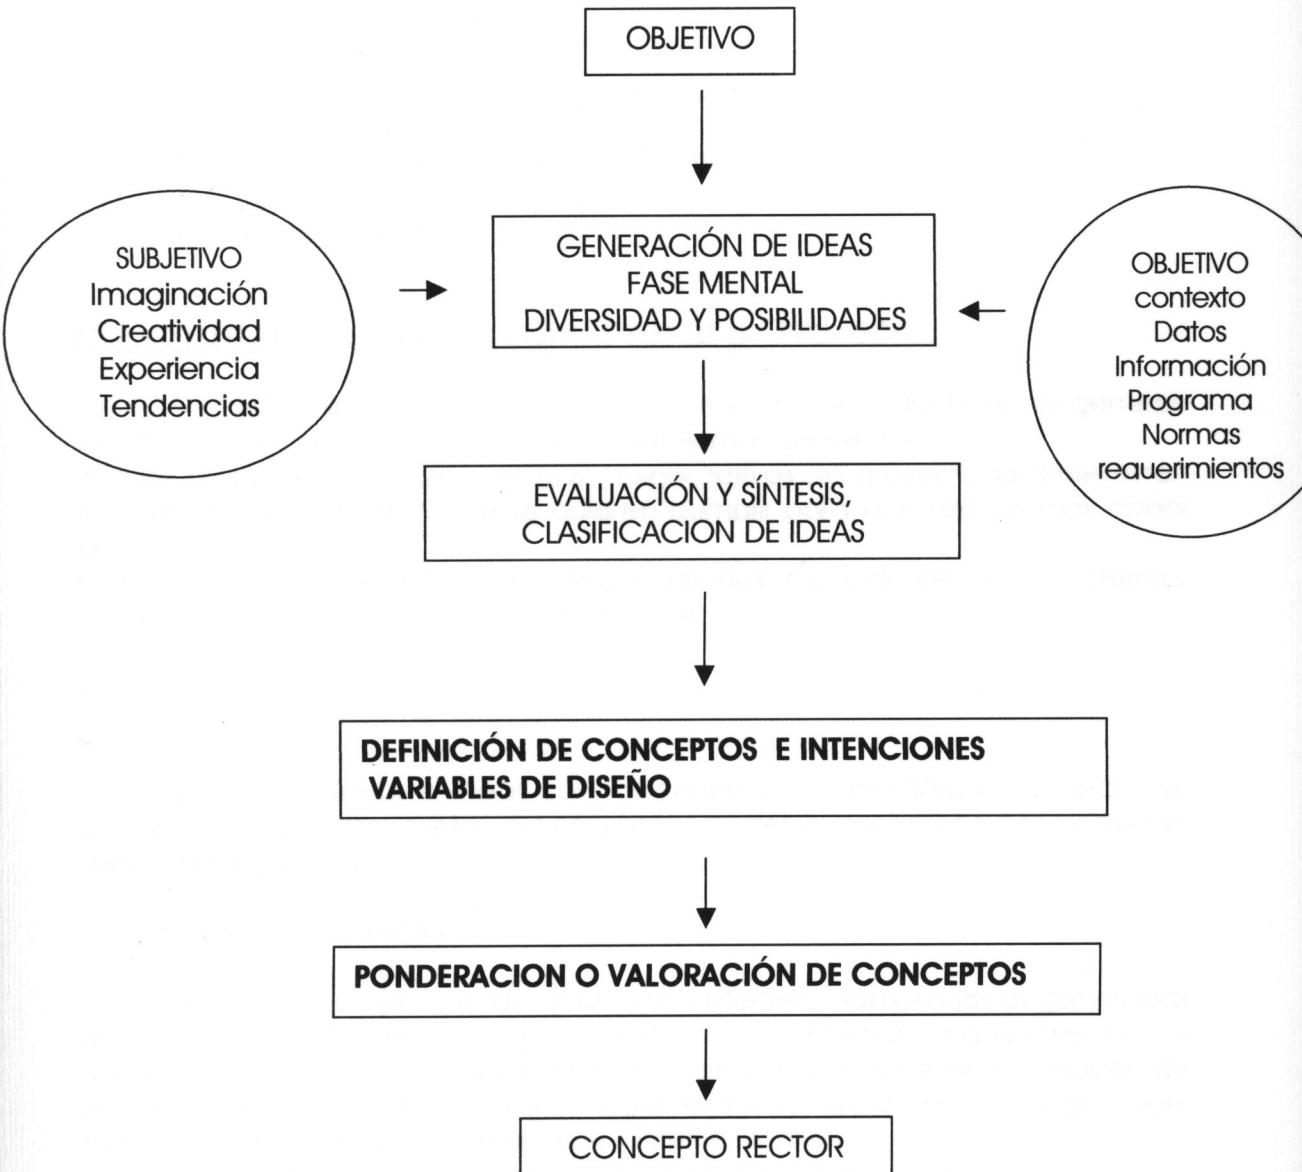 OBJETIVO
GENERACIÓN DE IDEAS
FASE MENTAL
DIVERSIDAD Y POSIBILIDADES
SUBJETIVO
Imaginación
Creatividad
Experiencia
Tendencias
OBJETIVO
contexto
Datos
Información
Programa
Normas
requerimientos
EVALUACIÓN Y SÍNTESIS,
CLASIFICACION DE IDEAS
DEFINICIÓN DE CONCEPTOS E INTENCIONES
VARIABLES DE DISEÑO
PONDERACION O VALORACIÓN DE CONCEPTOS
CONCEPTO RECTOR